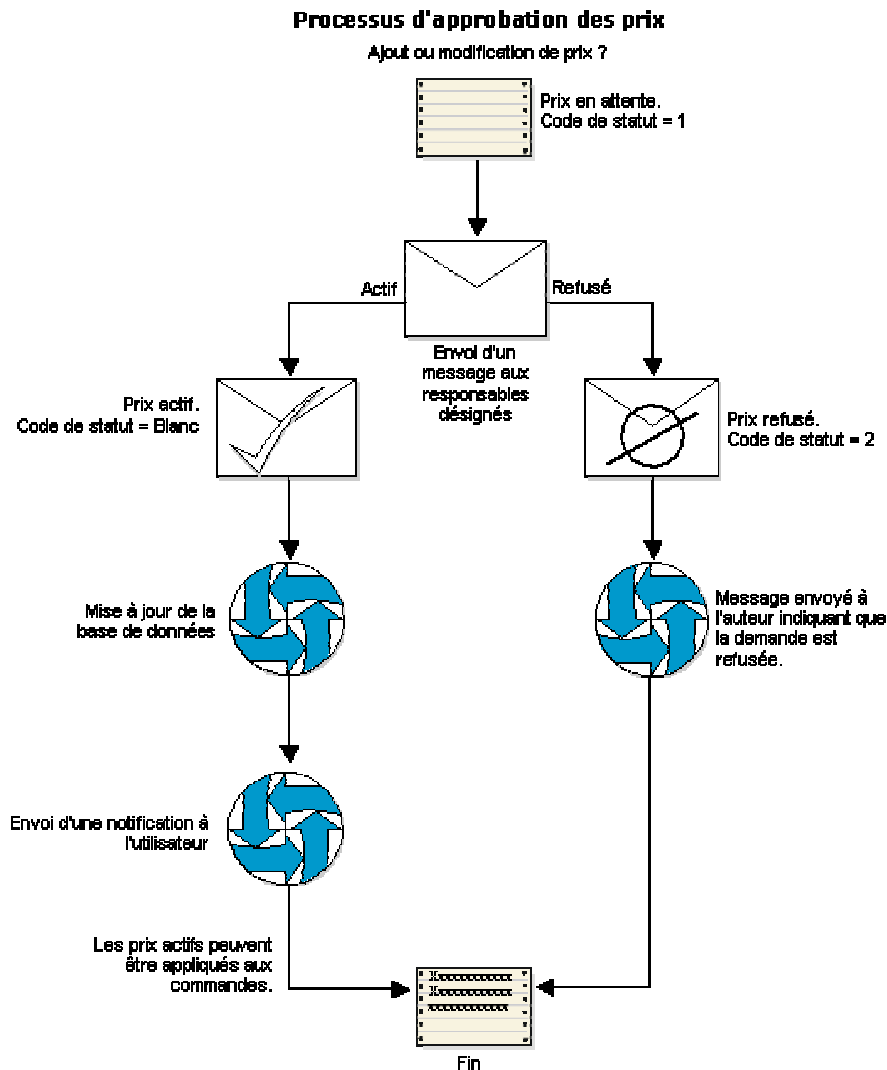 Processus d'approbation des prix
Ajout ou modification de prix ?
Prix en attente.
Code de statut = 1
Actif
Refusé
Envoi d'un
message aux
responsables
désignés
Prix actif.
Code de statut = Blanc
Prix refusé.
Code de statut = 2
Mise à jour de la
base de données
Message envoyé à
l'auteur indiquant que
la demande est
refusée.
Envoi d'une notification à
l'utilisateur
Les prix actifs peuvent
être appliqués aux
commandes.
Xxxxxxxxxxxx
Xxxxxxxxxxxx
xxxxxxxxxxxx
Fin